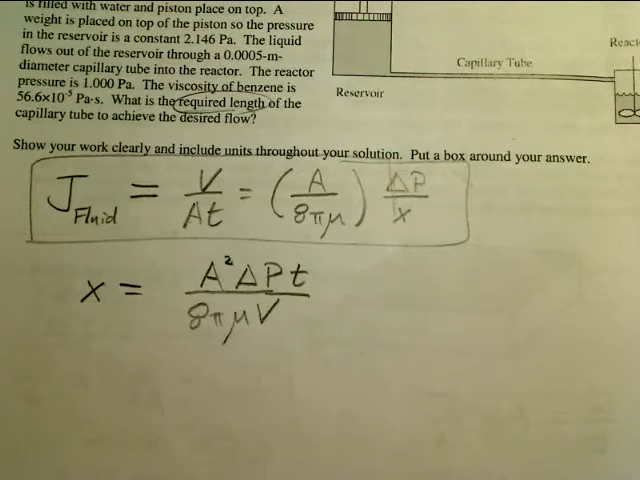 is filled with water and piston place on top. A
weight is placed on top of the piston so the pressure
in the reservoir is a constant 2.146 Pa. The liquid
flows out of the reservoir through a 0.0005-m-
diameter capillary tube into the reactor. The reactor
pressure is 1.000 Pa. The viscosity of benzene is
56.6x10⁻⁵ Pa·s. What is the required length of the
capillary tube to achieve the desired flow?
Capillary Tube
Reservoir
Show your work clearly and include units throughout your solution. Put a box around your answer.
J_Fluid = V/At = (A/8πμ) ΔP/x
x = A²ΔPt/8πμV